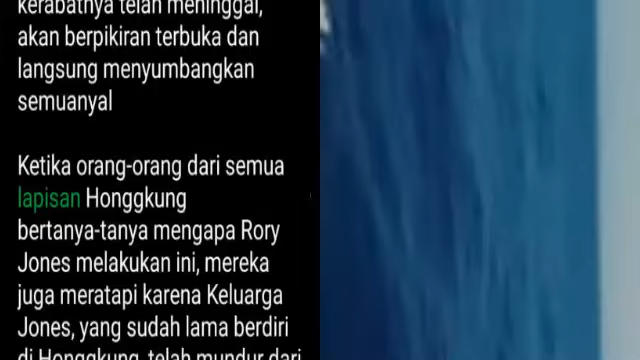 kerabatnya telah meninggal,
akan berpikiran terbuka dan
langsung menyumbangkan
semuanyal
Ketika orang-orang dari semua
lapisan Honggkung
bertanya-tanya mengapa Rory
Jones melakukan ini, mereka
juga meratapi karena Keluarga
Jones, yang sudah lama berdiri
di Honggkung, telah mundur dari